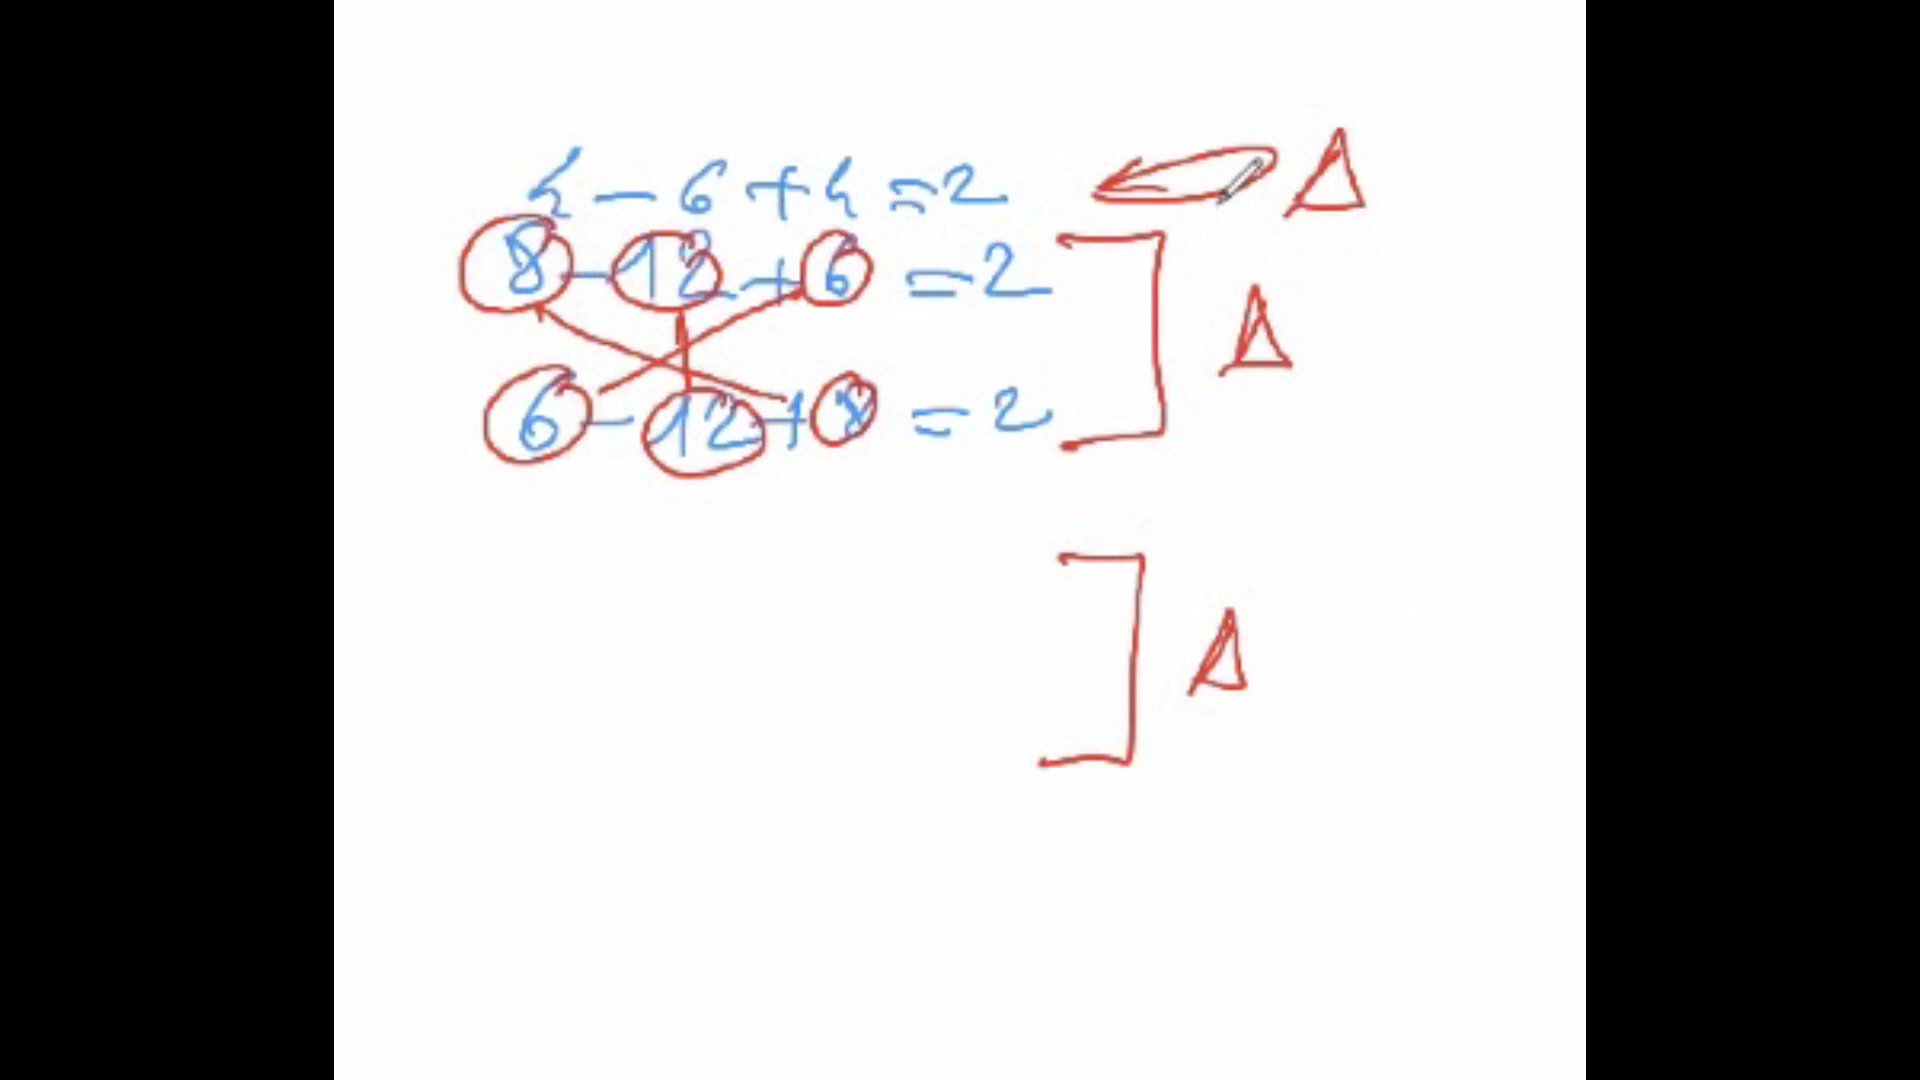 4 - 6 + 4 = 2 Δ
8 - 12 + 6 = 2
Δ
6 - 12 + 8 = 2
Δ